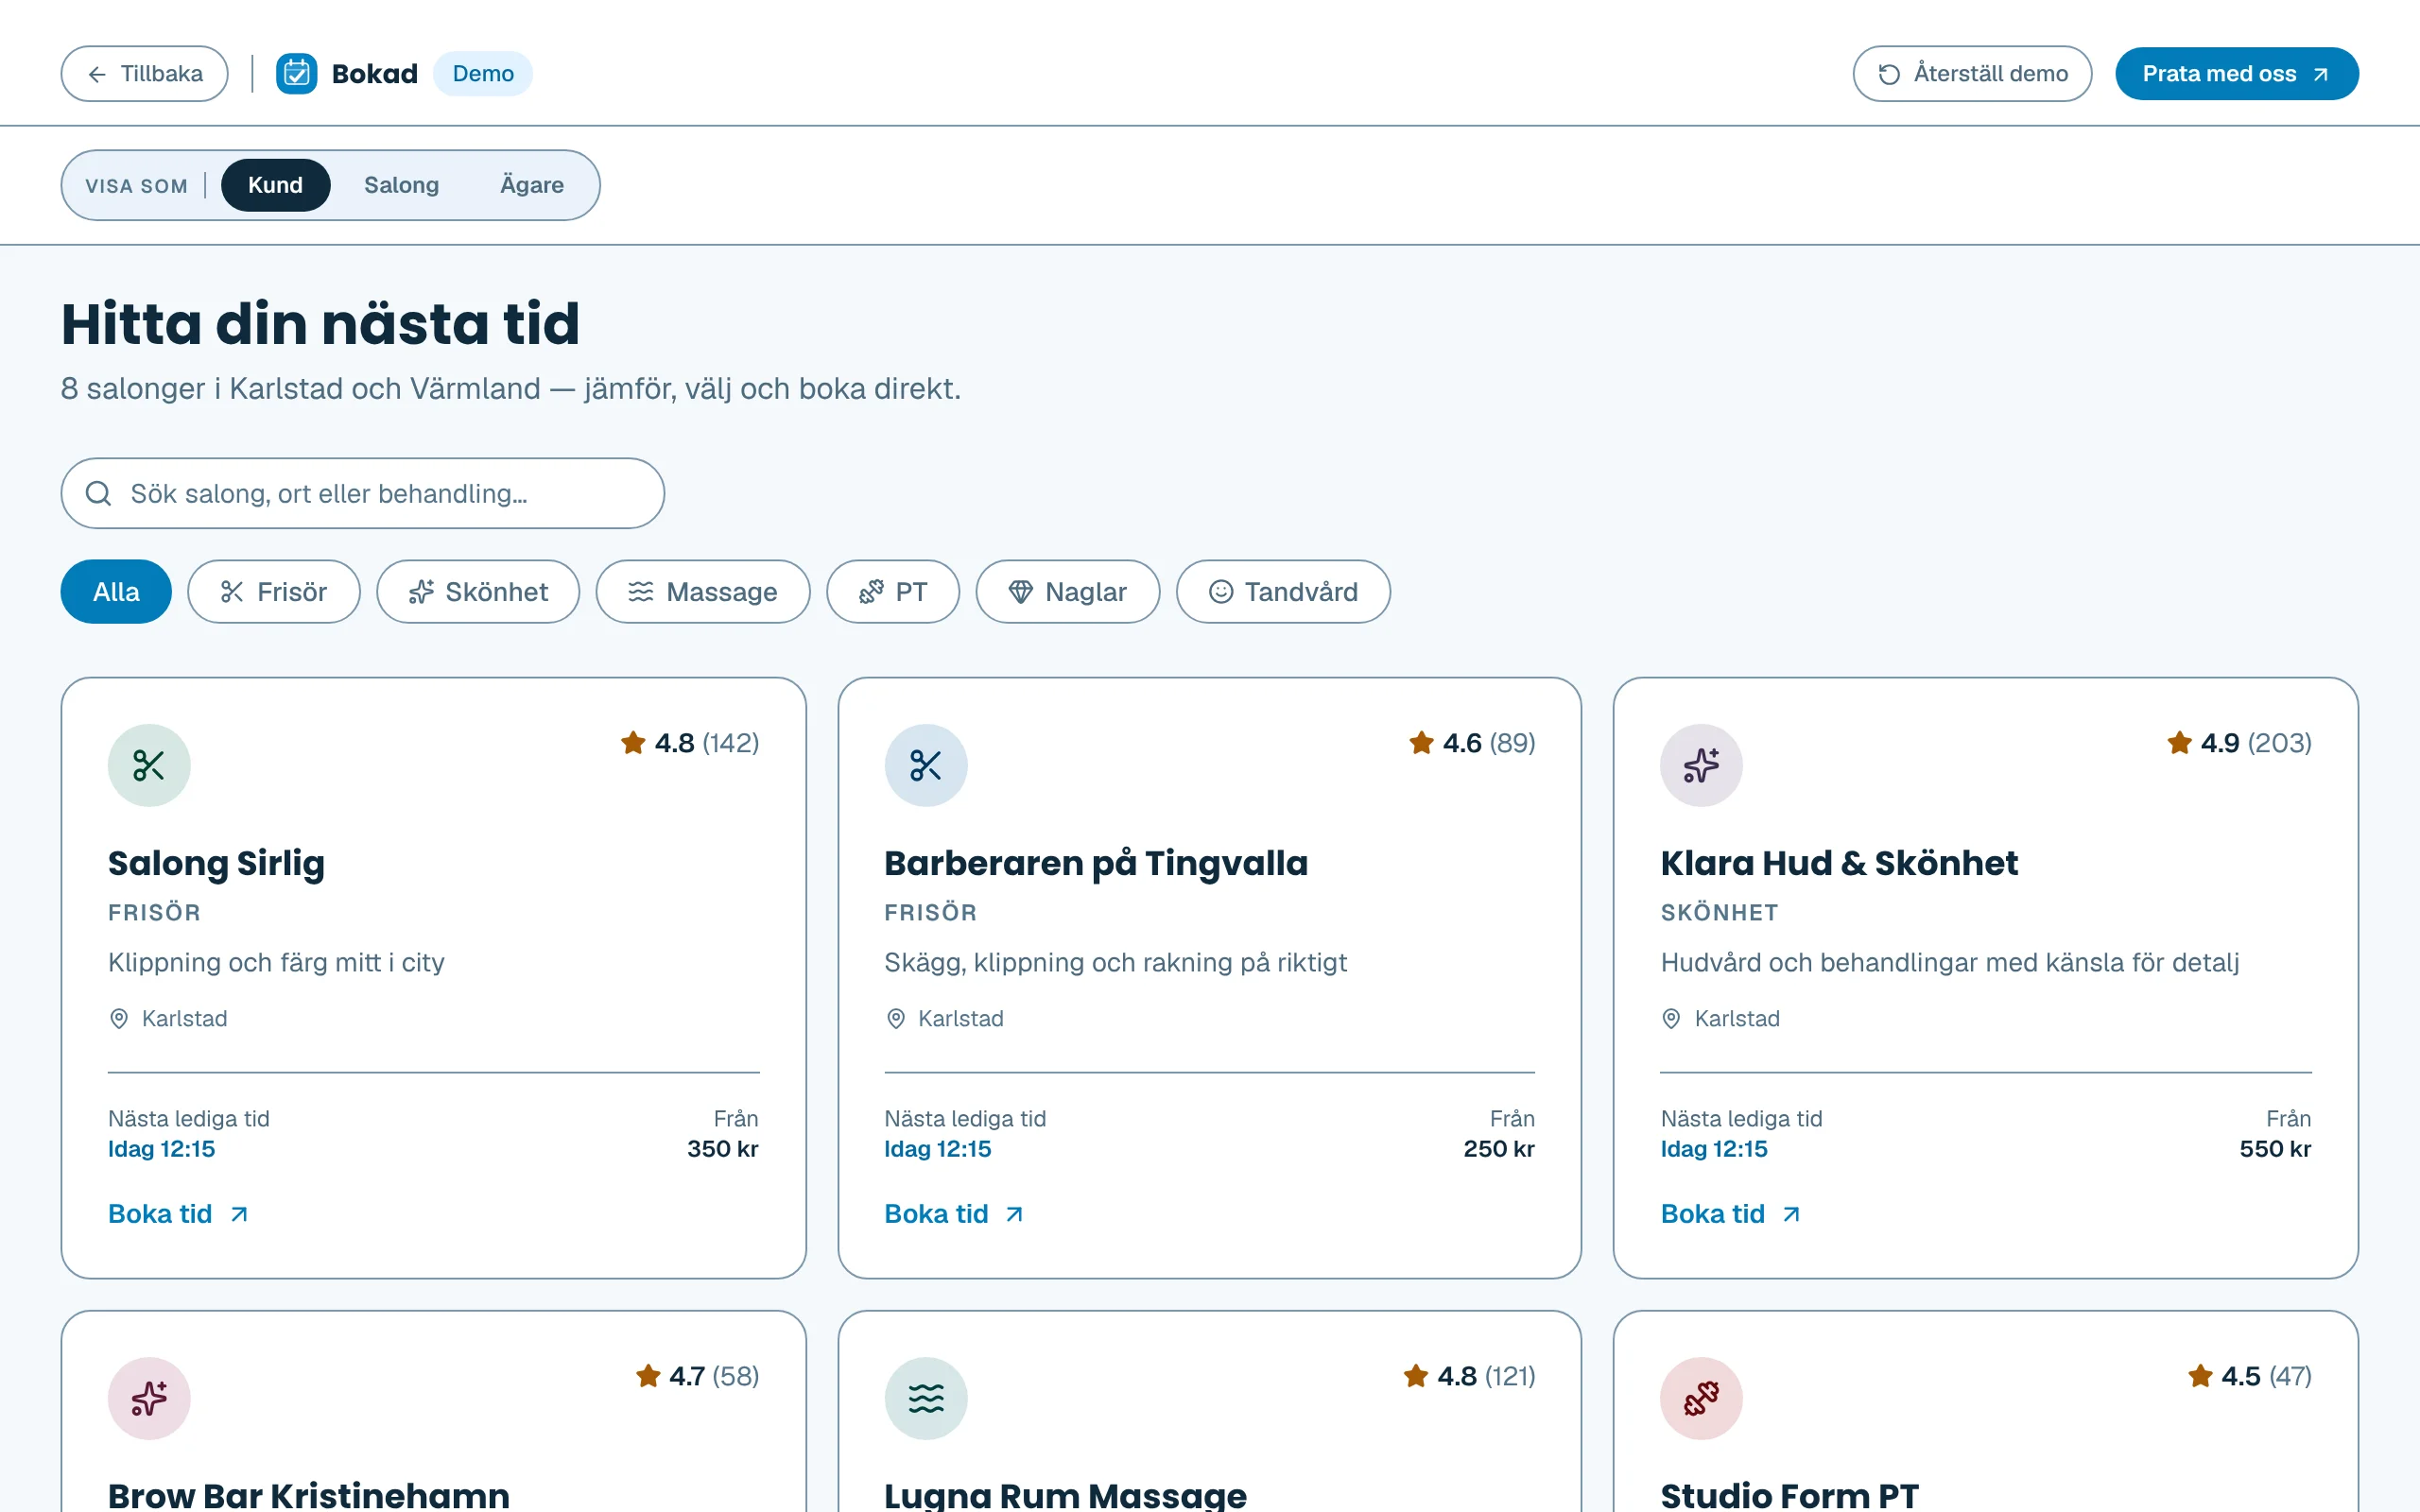 Tillbaka
Bokad
Demo
Återställ demo
Prata med oss
VISA SOM
Kund
Salong
Ägare
Hitta din nästa tid
8 salonger i Karlstad och Värmland — jämför, välj och boka direkt.
Sök salong, ort eller behandling...
Alla
Frisör
Skönhet
Massage
PT
Naglar
Tandvård
4.8 (142)
Salong Sirlig
FRISÖR
Klippning och färg mitt i city
Karlstad
Nästa lediga tid
Från
Idag 12:15
350 kr
Boka tid
4.6 (89)
Barberaren på Tingvalla
FRISÖR
Skägg, klippning och rakning på riktigt
Karlstad
Nästa lediga tid
Från
Idag 12:15
250 kr
Boka tid
4.9 (203)
Klara Hud & Skönhet
SKÖNHET
Hudvård och behandlingar med känsla för detalj
Karlstad
Nästa lediga tid
Från
Idag 12:15
550 kr
Boka tid
4.7 (58)
Brow Bar Kristinehamn
4.8 (121)
Lugna Rum Massage
4.5 (47)
Studio Form PT